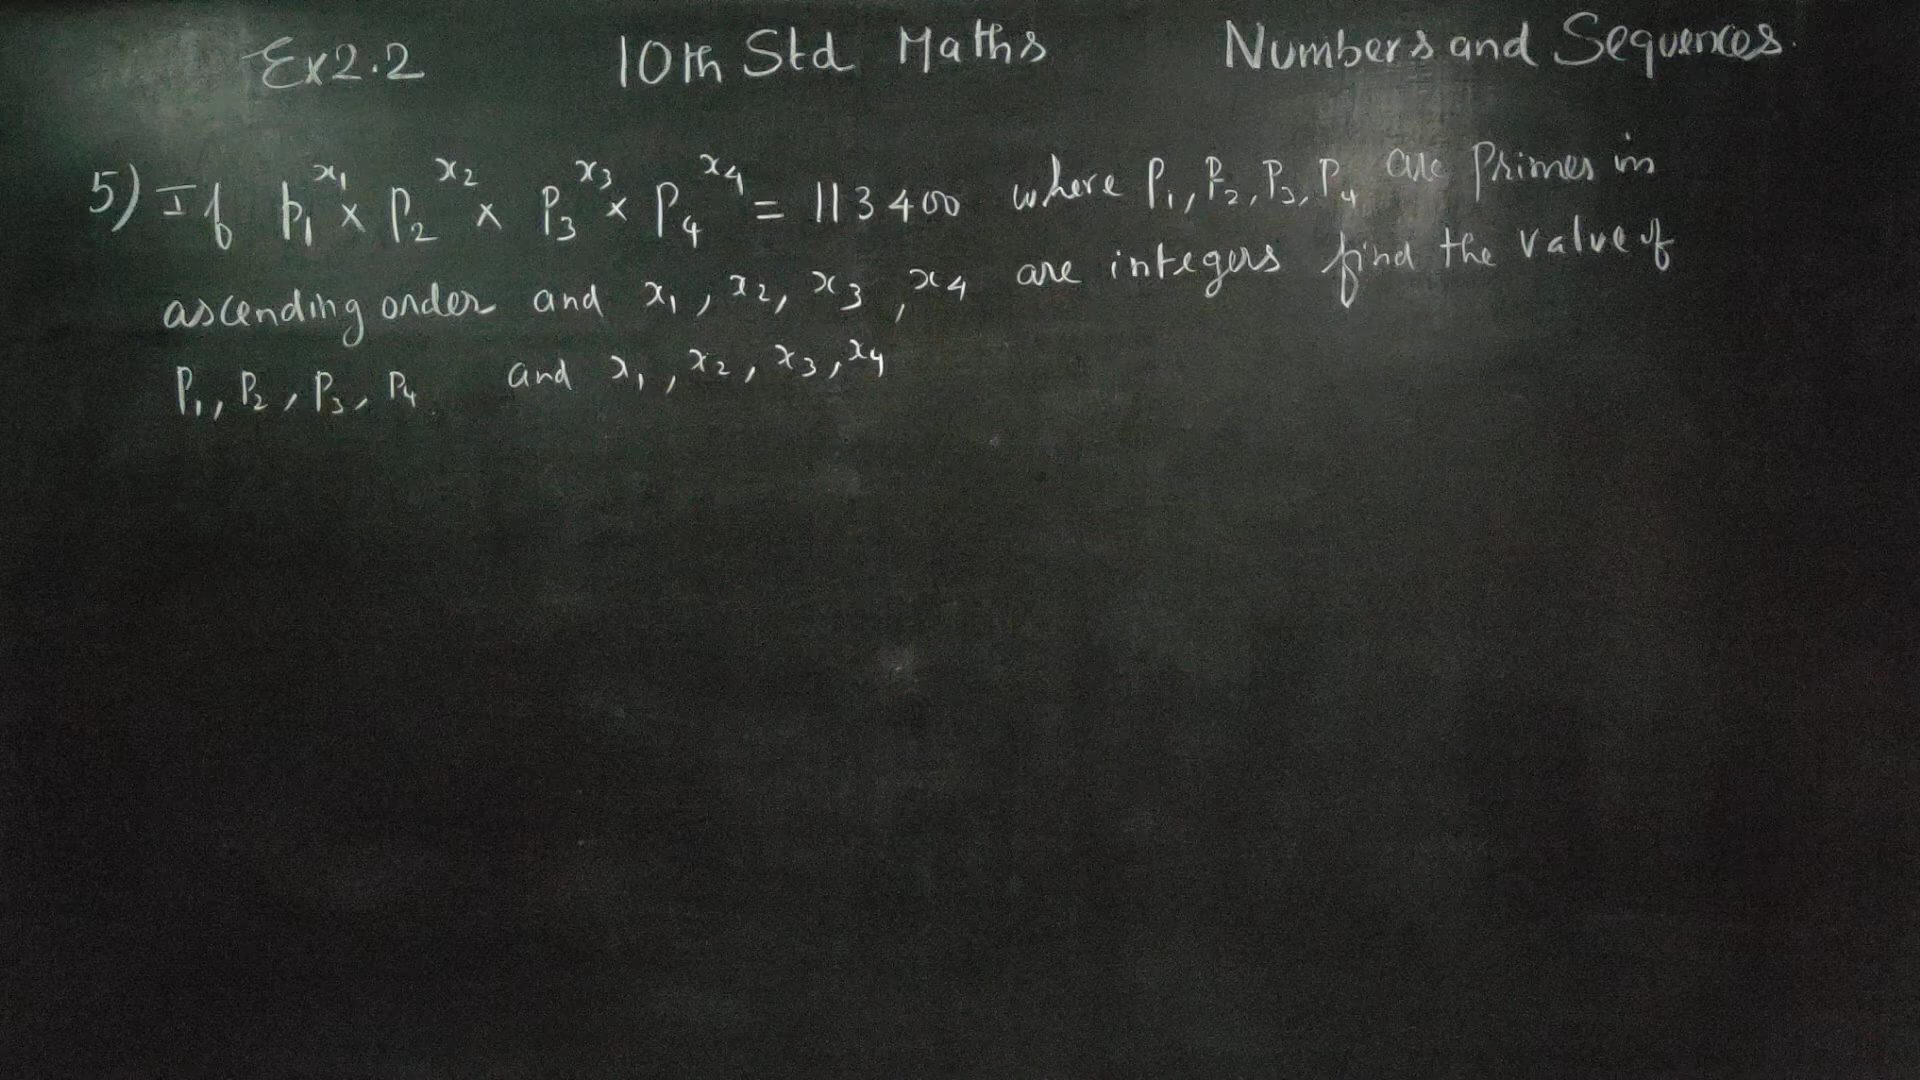 Ex 2.2 10th Std Maths Numbers and Sequences.
5) If p₁^x₁ × P₂^x₂ × P₃^x₃ × P₄^x₄ = 113400 where P₁, P₂, P₃, P₄ are Primes in
ascending order and x₁, x₂, x₃, x₄ are integers find the value of
P₁, P₂, P₃, P₄ and x₁, x₂, x₃, x₄